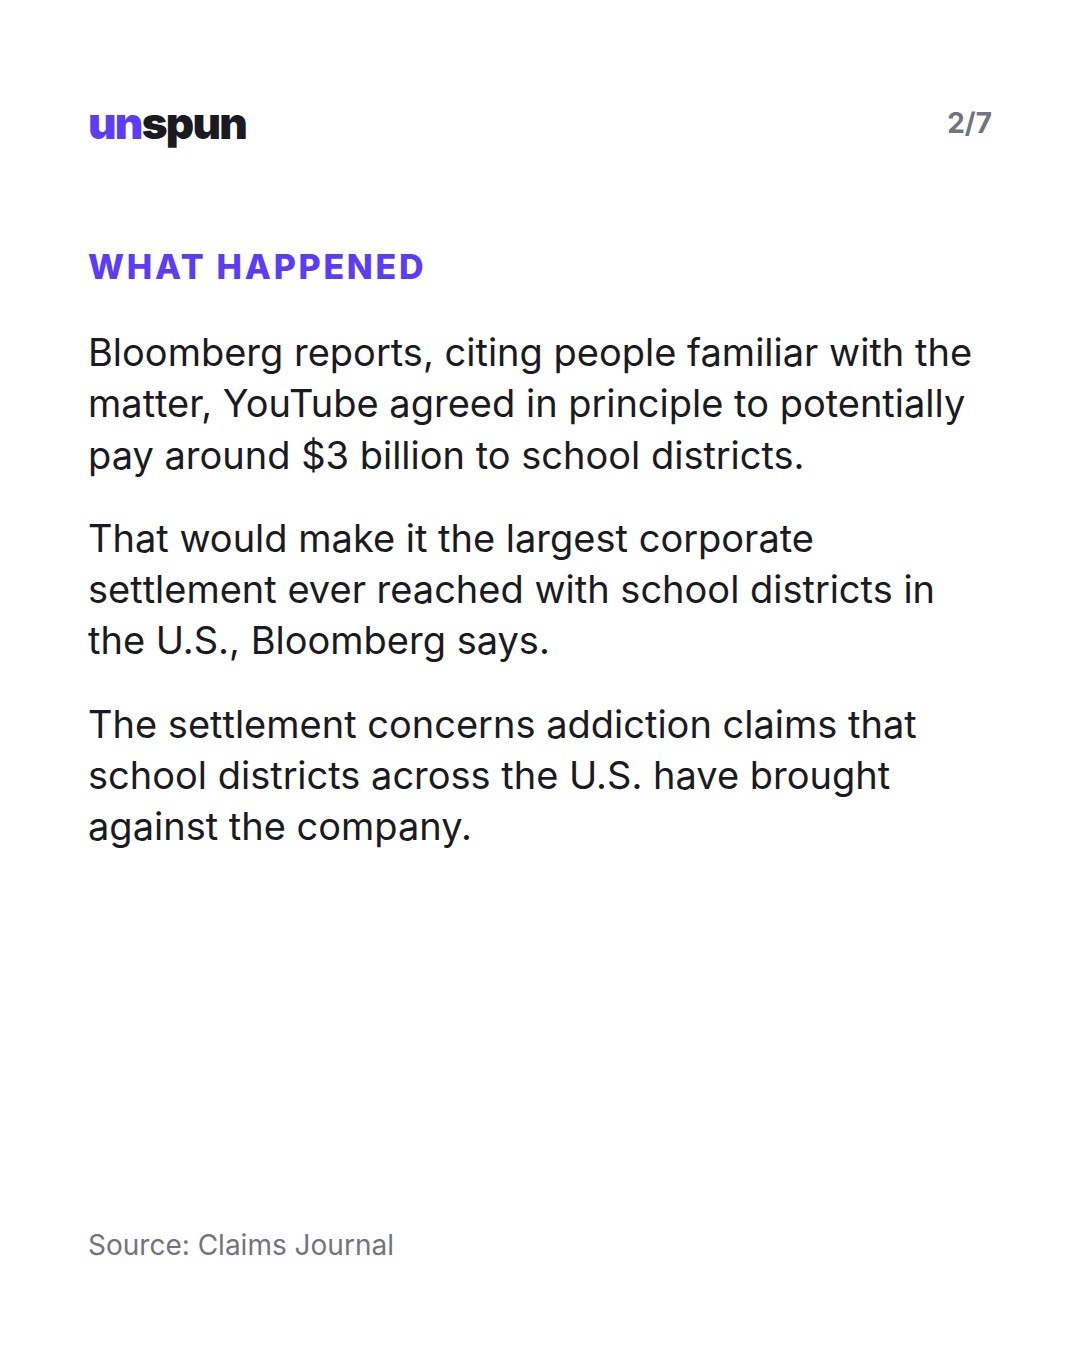 unspun
2/7
WHAT HAPPENED
Bloomberg reports, citing people familiar with the
matter, YouTube agreed in principle to potentially
pay around $3 billion to school districts.
That would make it the largest corporate
settlement ever reached with school districts in
the U.S., Bloomberg says.
The settlement concerns addiction claims that
school districts across the U.S. have brought
against the company.
Source: Claims Journal